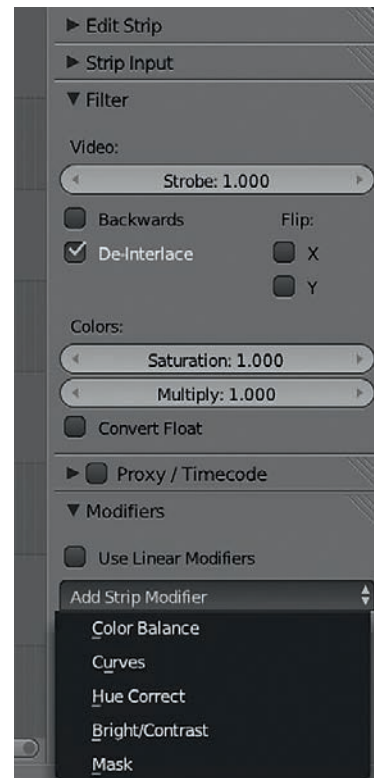 Edit Strip
Strip Input
Filter
Video:
Strobe: 1.000
Backwards Flip:
De-Interlace X
Y
Colors:
Saturation: 1.000
Multiply: 1.000
Convert Float
Proxy / Timecode
Modifiers
Use Linear Modifiers
Add Strip Modifier
Color Balance
Curves
Hue Correct
Bright/Contrast
Mask